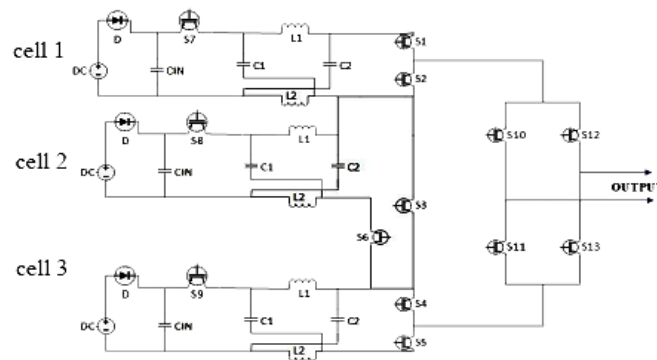 cell 1
D
S7
L1
S1
DC
CIN
C1
C2
S2
L2
cell 2
D
S8
L1
S10
S12
DC
CIN
C1
C2
L2
S3
OUTPUT
S6
S11
S13
cell 3
D
S9
L1
S4
DC
CIN
C1
C2
S5
L2